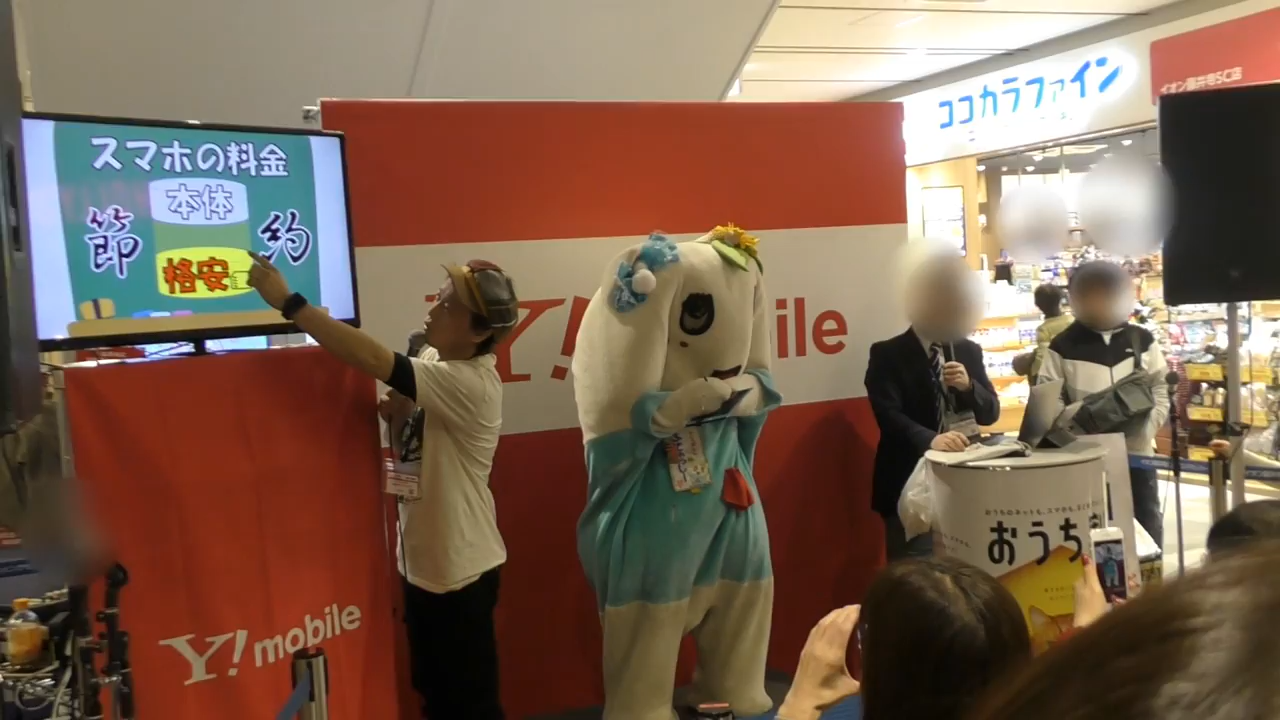 スマホの料金
本体
節
約
格安
Y!mobile
Y!
ile
ココカラファイン
イオン藤井寺SC店
おうち
Y!mobile